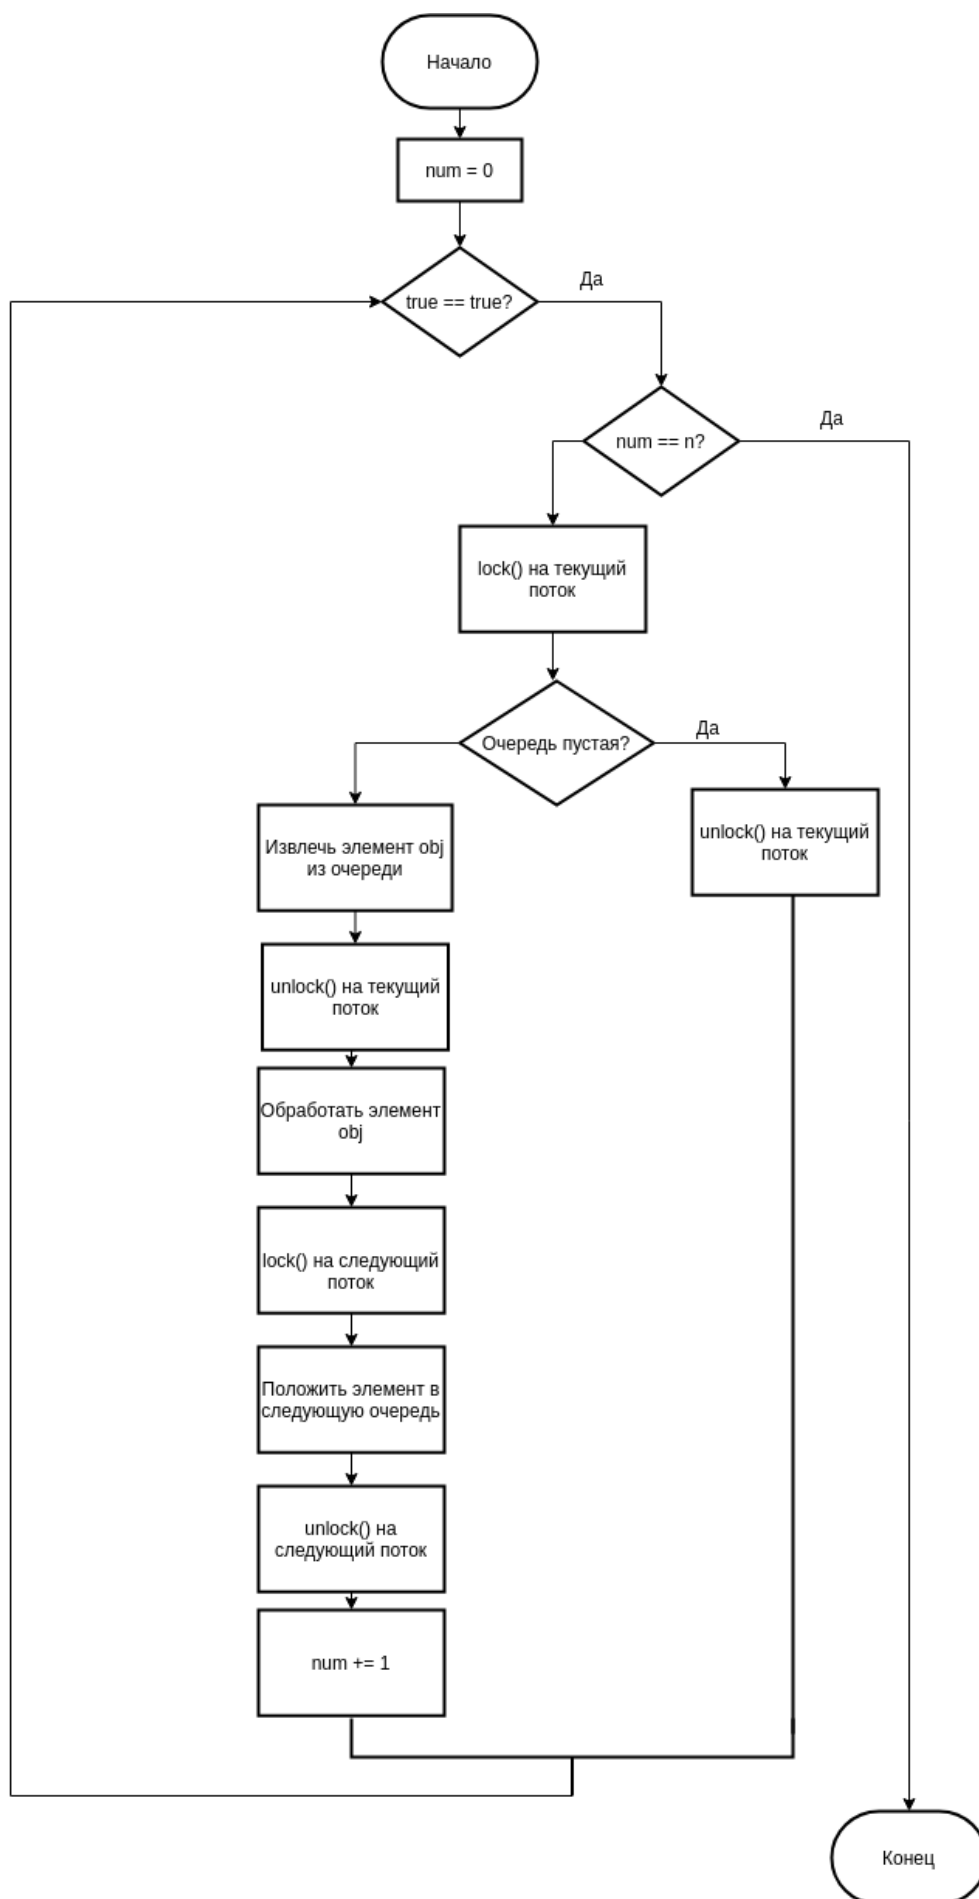 Начало
num = 0
true == true?
Да
num == n?
Да
lock() на текущий
поток
Очередь пустая?
Да
Извлечь элемент obj
из очереди
unlock() на текущий
поток
unlock() на текущий
поток
Обработать элемент
obj
lock() на следующий
поток
Положить элемент в
следующую очередь
unlock() на
следующий поток
num += 1
Конец